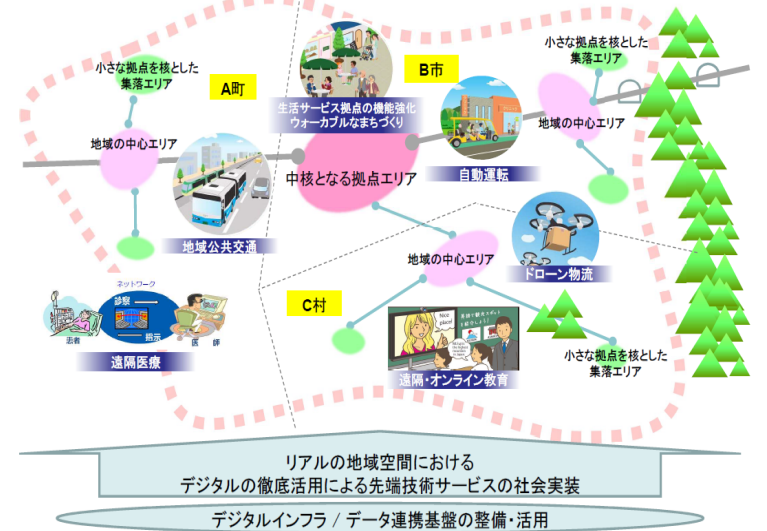 小さな拠点を核とした
集落エリア
A町
B市
小さな拠点を核とした
集落エリア
地域の中心エリア
生活サービス拠点の機能強化
ウォーカブルなまちづくり
地域の中心エリア
中核となる拠点エリア
自動運転
地域公共交通
地域の中心エリア
ドローン物流
C村
ネットワーク
診察
指示
患者
医師
遠隔医療
Nice
place!
遠隔・オンライン教育
小さな拠点を核とした
集落エリア
リアルの地域空間における
デジタルの徹底活用による先端技術サービスの社会実装
デジタルインフラ / データ連携基盤の整備・活用